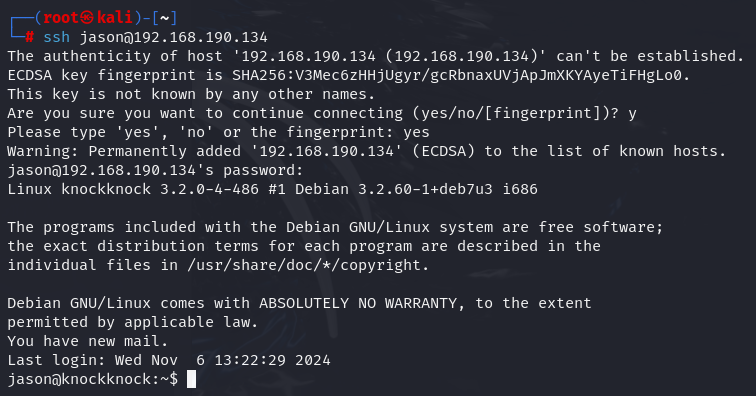 ┌──(root㉿kali)-[~]
└─# ssh jason@192.168.190.134
The authenticity of host '192.168.190.134 (192.168.190.134)' can't be established.
ECDSA key fingerprint is SHA256:V3Mec6zHHjUgyr/gcRbnaxUVjApJmXKYAyeTiFHgLo0.
This key is not known by any other names.
Are you sure you want to continue connecting (yes/no/[fingerprint])? y
Please type 'yes', 'no' or the fingerprint: yes
Warning: Permanently added '192.168.190.134' (ECDSA) to the list of known hosts.
jason@192.168.190.134's password:
Linux knockknock 3.2.0-4-486 #1 Debian 3.2.60-1+deb7u3 i686

The programs included with the Debian GNU/Linux system are free software;
the exact distribution terms for each program are described in the
individual files in /usr/share/doc/*/copyright.

Debian GNU/Linux comes with ABSOLUTELY NO WARRANTY, to the extent
permitted by applicable law.
You have new mail.
Last login: Wed Nov  6 13:22:29 2024
jason@knockknock:~$